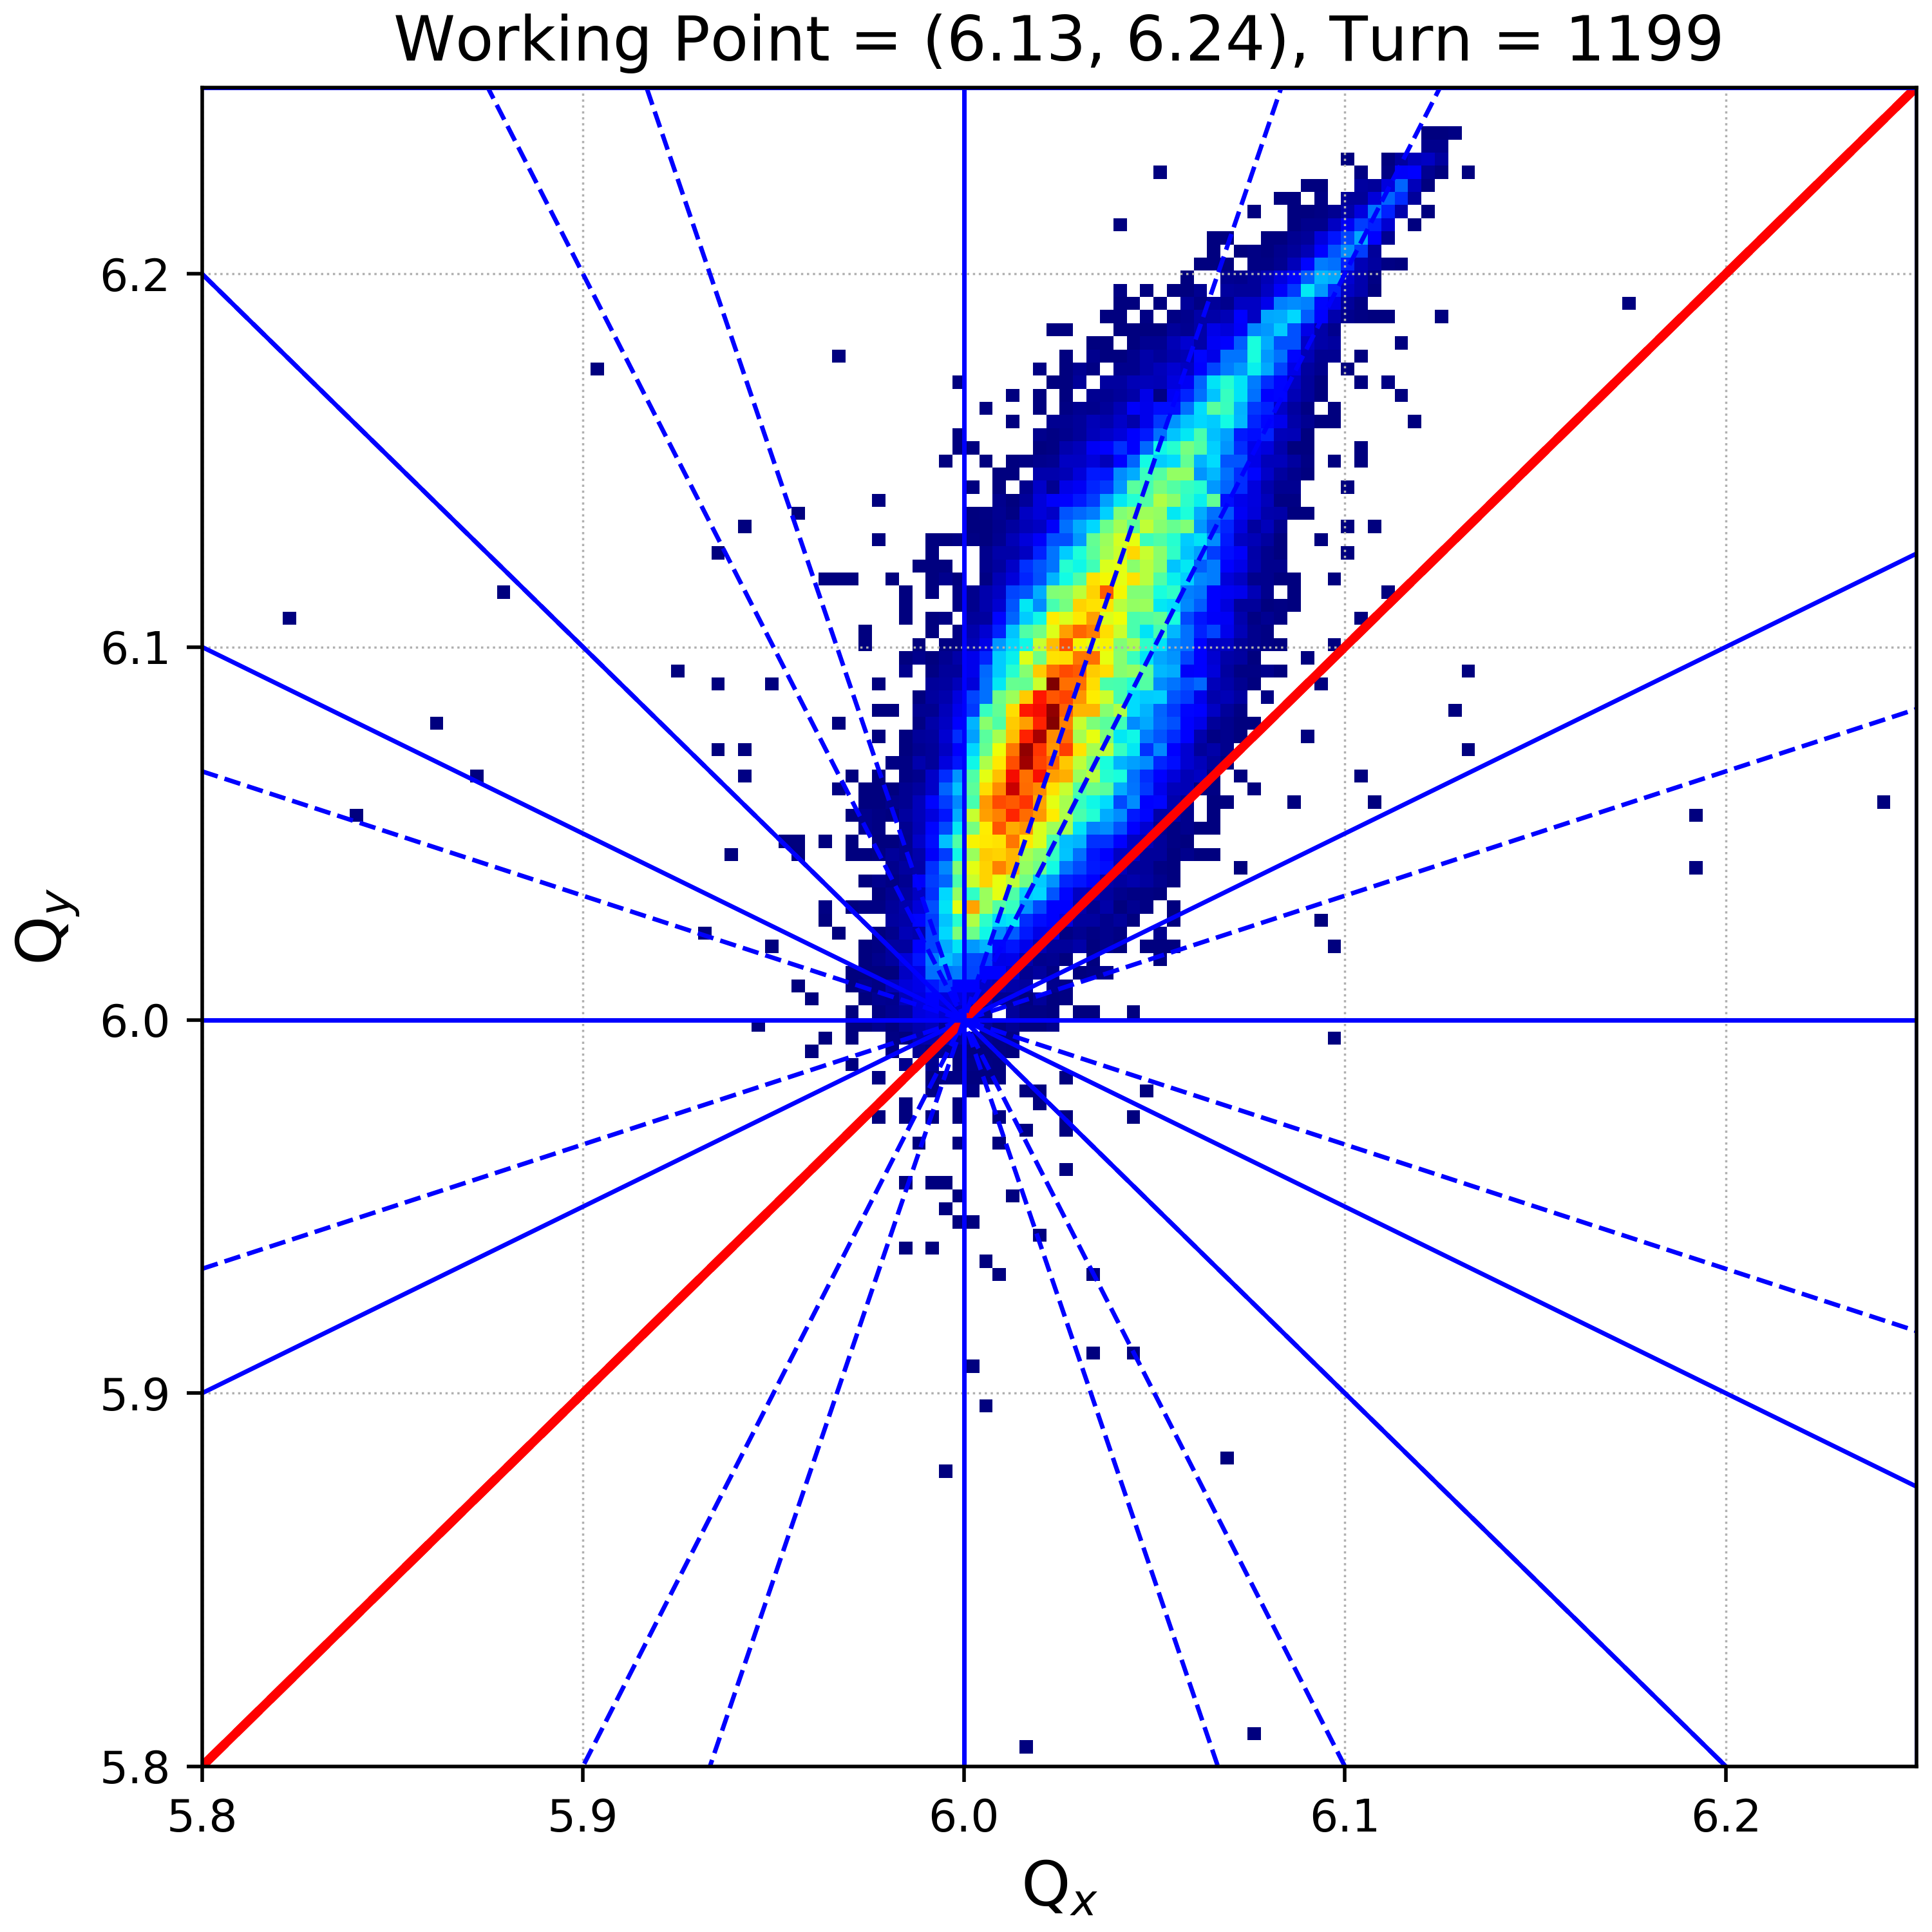 Working Point = (6.13, 6.24), Turn = 1199
6.2
6.1
6.0
5.9
5.8
Qy
5.8 5.9 6.0 6.1 6.2
Qx